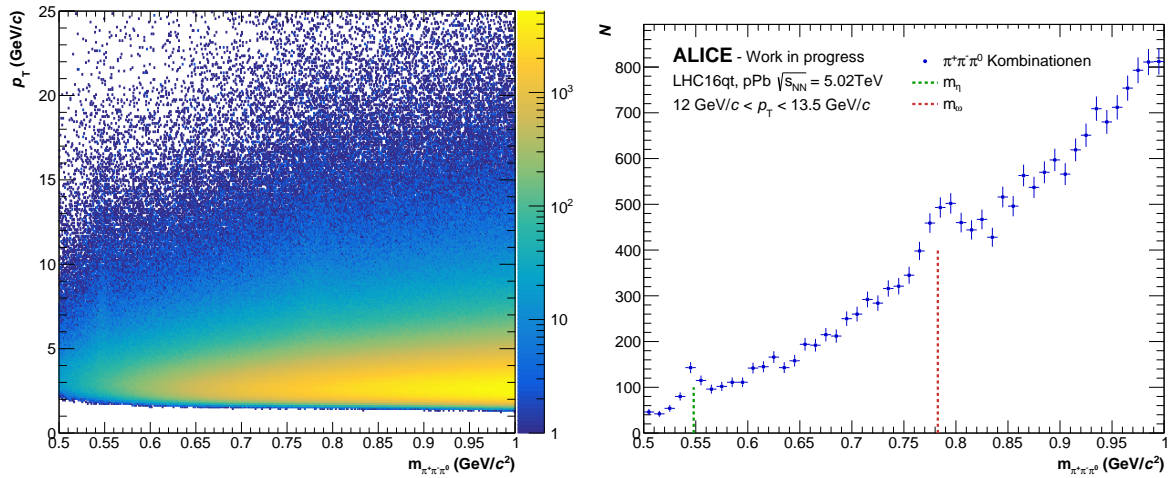 p_T (GeV/c)
25
20
15
10
5
0
0.5 0.55 0.6 0.65 0.7 0.75 0.8 0.85 0.9 0.95 1
m_π⁺π⁻π⁰ (GeV/c²)
10³
10²
10
1
N
800
700
600
500
400
300
200
100
0
ALICE - Work in progress
LHC16qt, pPb √s_NN = 5.02TeV
12 GeV/c < p_T < 13.5 GeV/c
π⁺π⁻π⁰ Kombinationen
m_η
m_ω
0.5 0.55 0.6 0.65 0.7 0.75 0.8 0.85 0.9 0.95 1
m_π⁺π⁻π⁰ (GeV/c²)